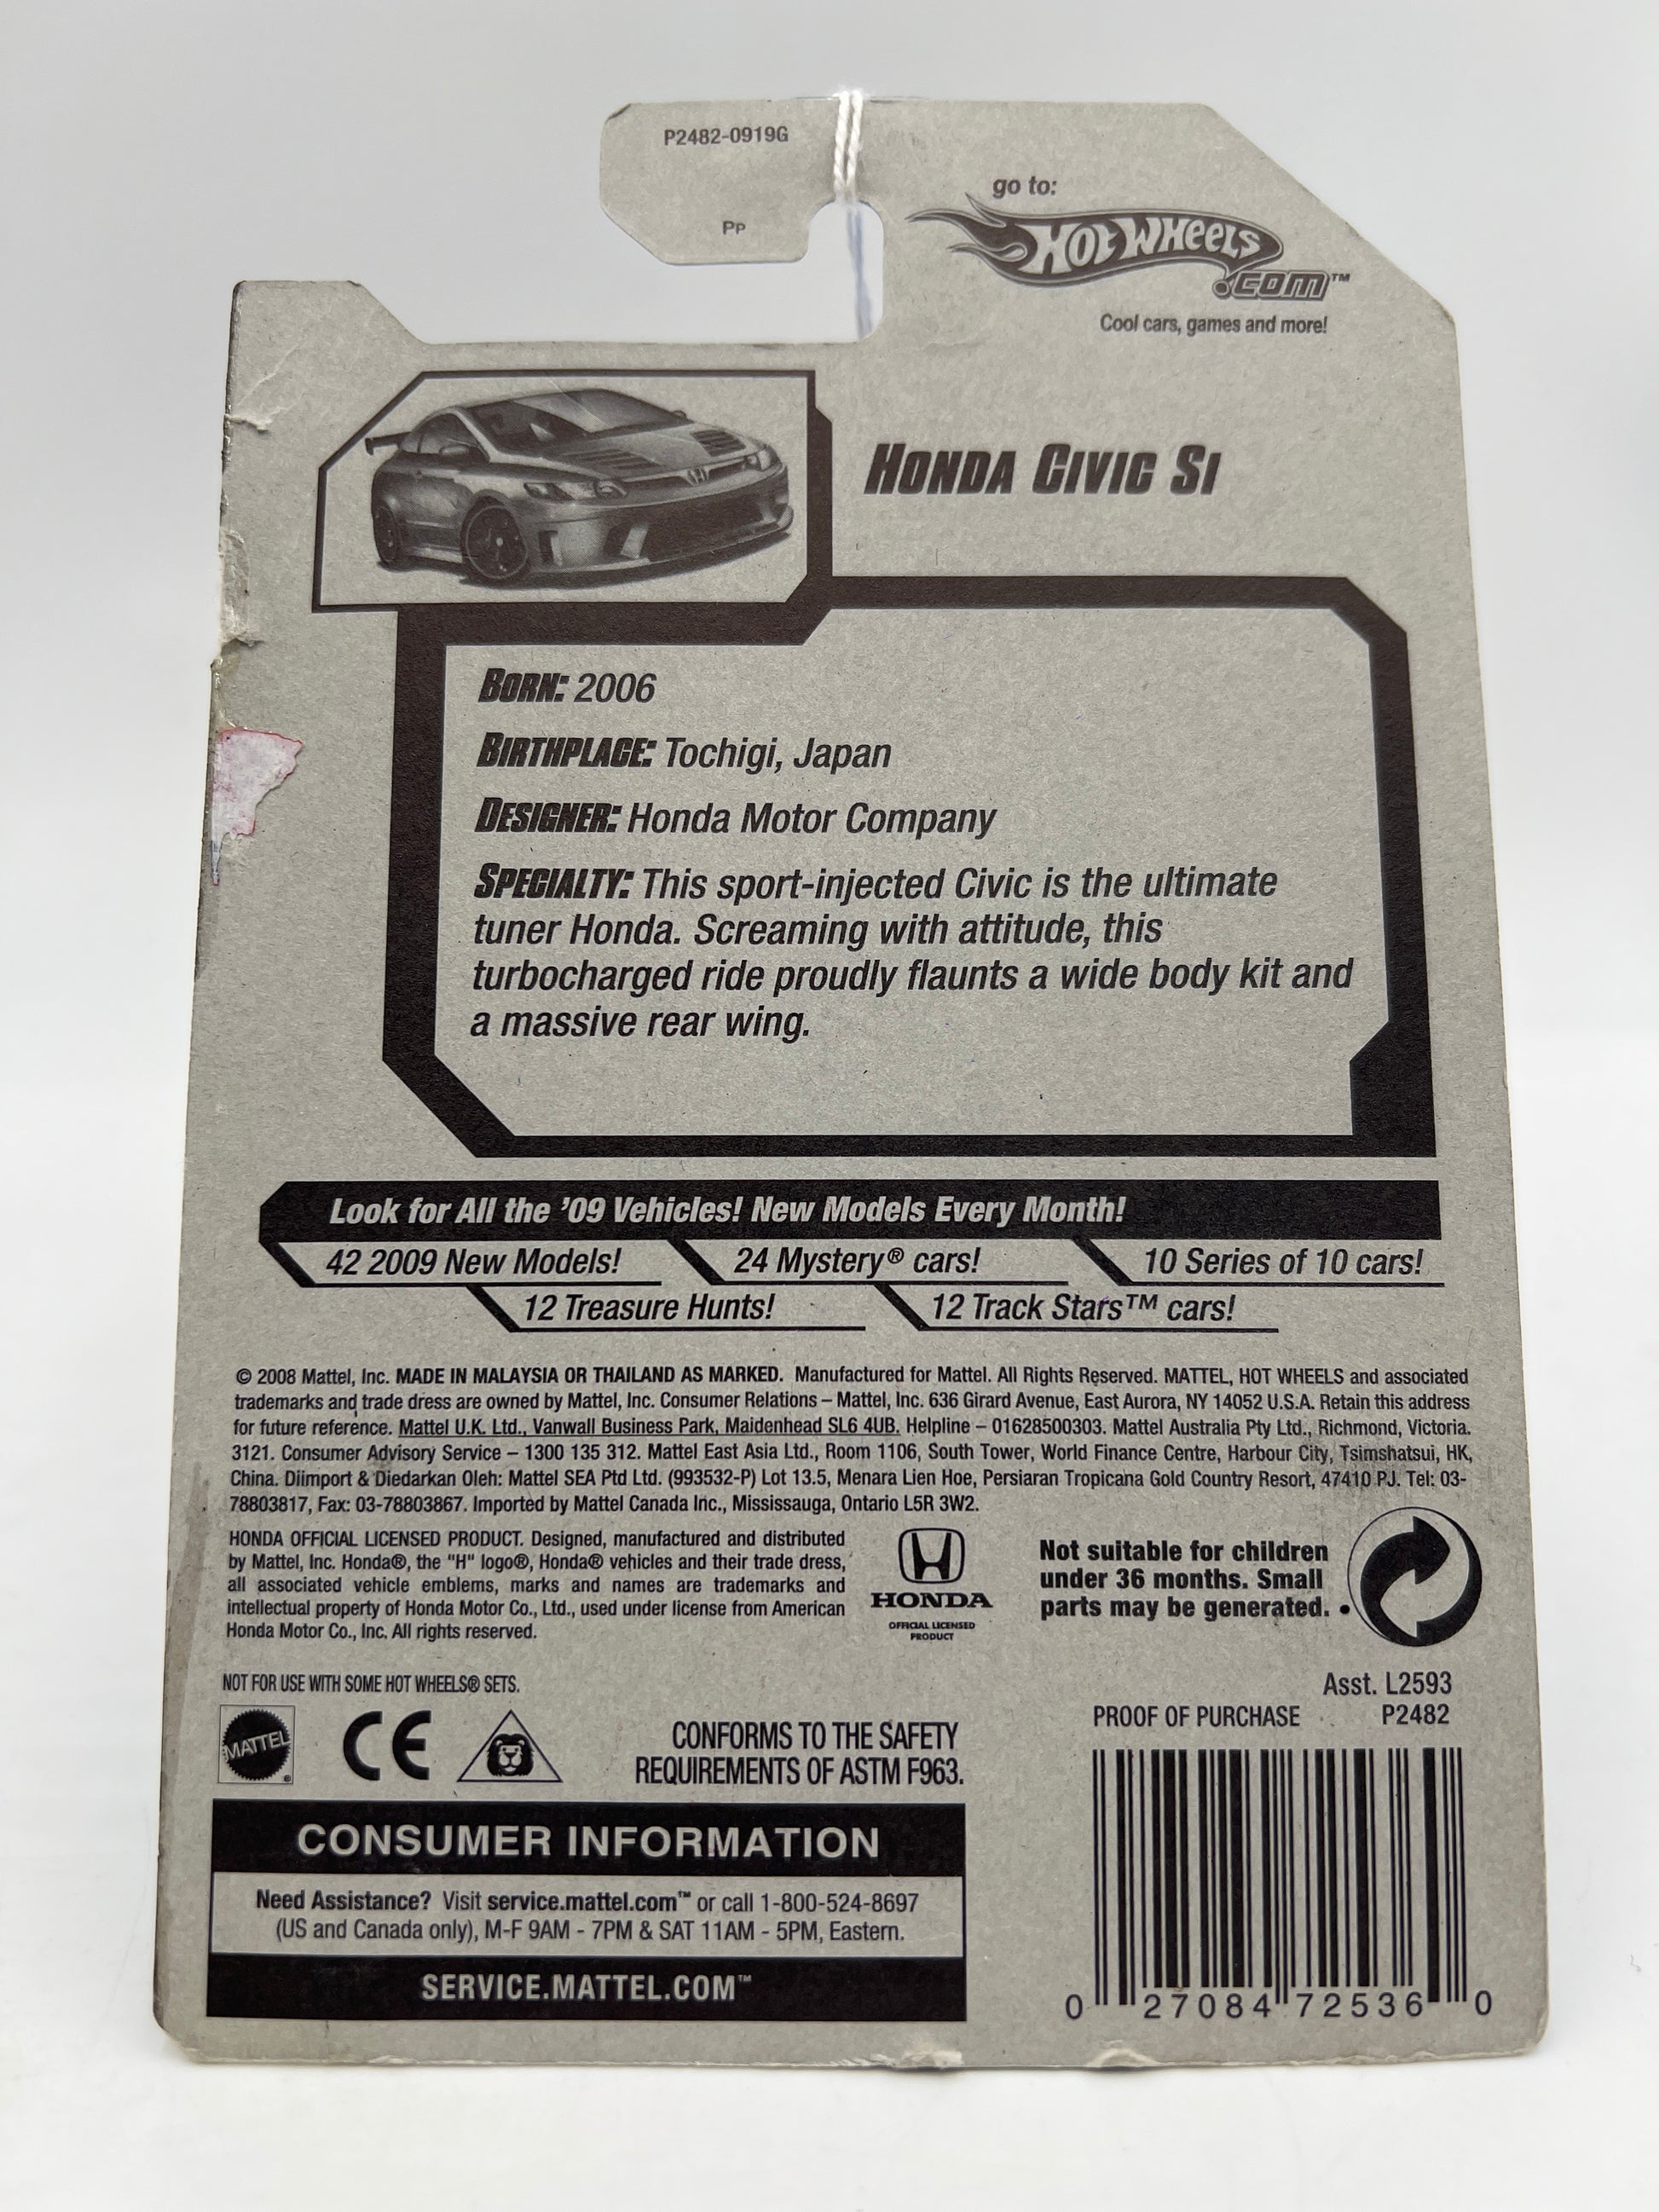 P2482-0919G
PP
go to:
HOT WHEELS
.COM™
Cool cars, games and more!
HONDA CIVIC SI
BORN: 2006
BIRTHPLACE: Tochigi, Japan
DESIGNER: Honda Motor Company
SPECIALTY: This sport-injected Civic is the ultimate
tuner Honda. Screaming with attitude, this
turbocharged ride proudly flaunts a wide body kit and
a massive rear wing.
Look for All the '09 Vehicles! New Models Every Month!
42 2009 New Models! 24 Mystery® cars! 10 Series of 10 cars!
12 Treasure Hunts! 12 Track Stars™ cars!
© 2008 Mattel, Inc. MADE IN MALAYSIA OR THAILAND AS MARKED. Manufactured for Mattel. All Rights Reserved. MATTEL, HOT WHEELS and associated
trademarks and trade dress are owned by Mattel, Inc. Consumer Relations – Mattel, Inc. 636 Girard Avenue, East Aurora, NY 14052 U.S.A. Retain this address
for future reference. Mattel U.K. Ltd., Vanwall Business Park, Maidenhead SL6 4UB. Helpline – 01628500303. Mattel Australia Pty Ltd., Richmond, Victoria.
3121. Consumer Advisory Service – 1300 135 312. Mattel East Asia Ltd., Room 1106, South Tower, World Finance Centre, Harbour City, Tsimshatsui, HK,
China. Diimport & Diedarkan Oleh: Mattel SEA Ptd Ltd. (993532-P) Lot 13.5, Menara Lien Hoe, Persiaran Tropicana Gold Country Resort, 47410 PJ. Tel: 03-
78803817, Fax: 03-78803867. Imported by Mattel Canada Inc., Mississauga, Ontario L5R 3W2.
HONDA OFFICIAL LICENSED PRODUCT. Designed, manufactured and distributed
by Mattel, Inc. Honda®, the "H" logo®, Honda® vehicles and their trade dress,
all associated vehicle emblems, marks and names are trademarks and
intellectual property of Honda Motor Co., Ltd., used under license from American
Honda Motor Co., Inc. All rights reserved.
HONDA
OFFICIAL LICENSED
PRODUCT
Not suitable for children
under 36 months. Small
parts may be generated.
NOT FOR USE WITH SOME HOT WHEELS® SETS.
Asst. L2593
PROOF OF PURCHASE P2482
MATTEL ®
CE
CONFORMS TO THE SAFETY
REQUIREMENTS OF ASTM F963.
CONSUMER INFORMATION
Need Assistance? Visit service.mattel.com™ or call 1-800-524-8697
(US and Canada only), M-F 9AM - 7PM & SAT 11AM - 5PM, Eastern.
SERVICE.MATTEL.COM™
0 27084 72536 0